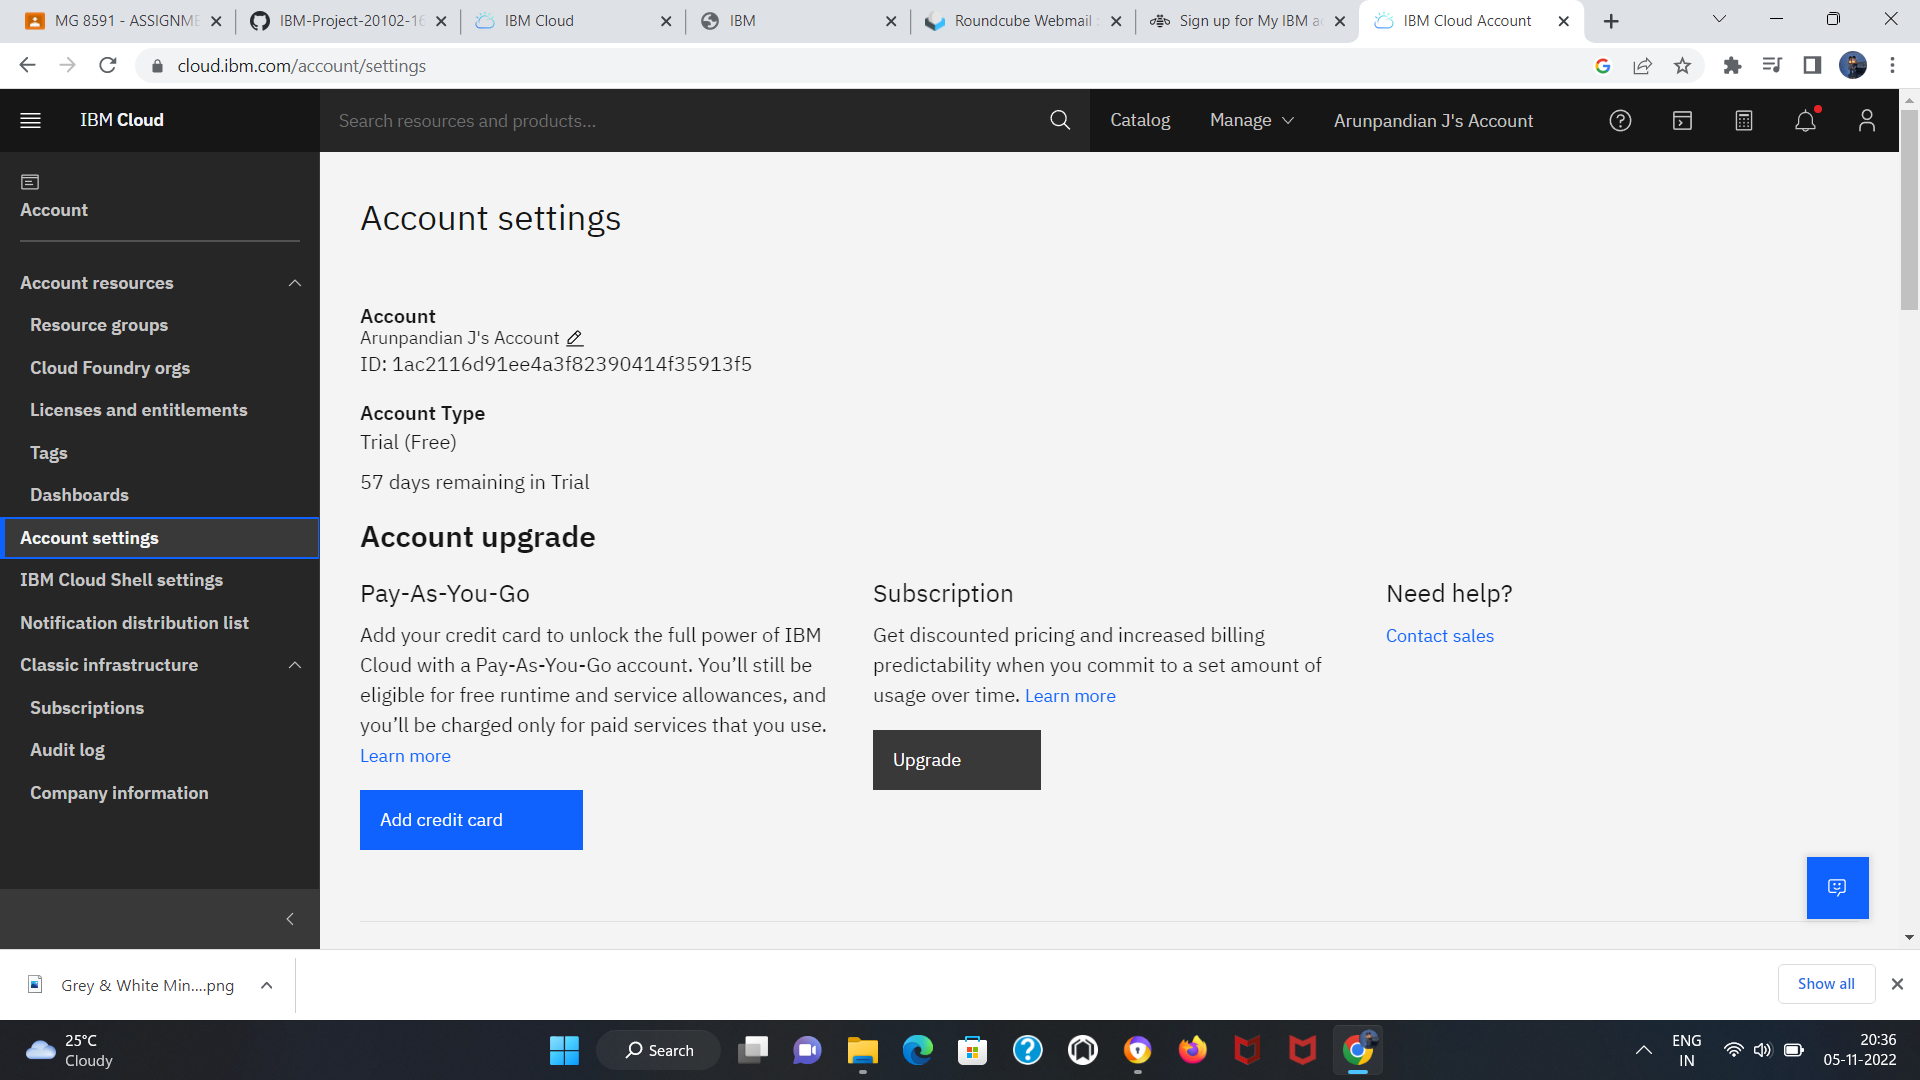 MG 8591 - ASSIGNME
IBM-Project-20102-16
IBM Cloud
IBM
Roundcube Webmail :
Sign up for My IBM ac
IBM Cloud Account
cloud.ibm.com/account/settings
IBM Cloud
Search resources and products...
Catalog
Manage
Arunpandian J's Account
Account
Account resources
Resource groups
Cloud Foundry orgs
Licenses and entitlements
Tags
Dashboards
Account settings
IBM Cloud Shell settings
Notification distribution list
Classic infrastructure
Subscriptions
Audit log
Company information
Account settings
Account
Arunpandian J's Account
ID: 1ac2116d91ee4a3f82390414f35913f5
Account Type
Trial (Free)
57 days remaining in Trial
Account upgrade
Pay-As-You-Go
Add your credit card to unlock the full power of IBM
Cloud with a Pay-As-You-Go account. You’ll still be
eligible for free runtime and service allowances, and
you’ll be charged only for paid services that you use.
Learn more
Add credit card
Subscription
Get discounted pricing and increased billing
predictability when you commit to a set amount of
usage over time. Learn more
Upgrade
Need help?
Contact sales
Grey & White Min....png
Show all
25°C
Cloudy
Search
ENG
IN
20:36
05-11-2022